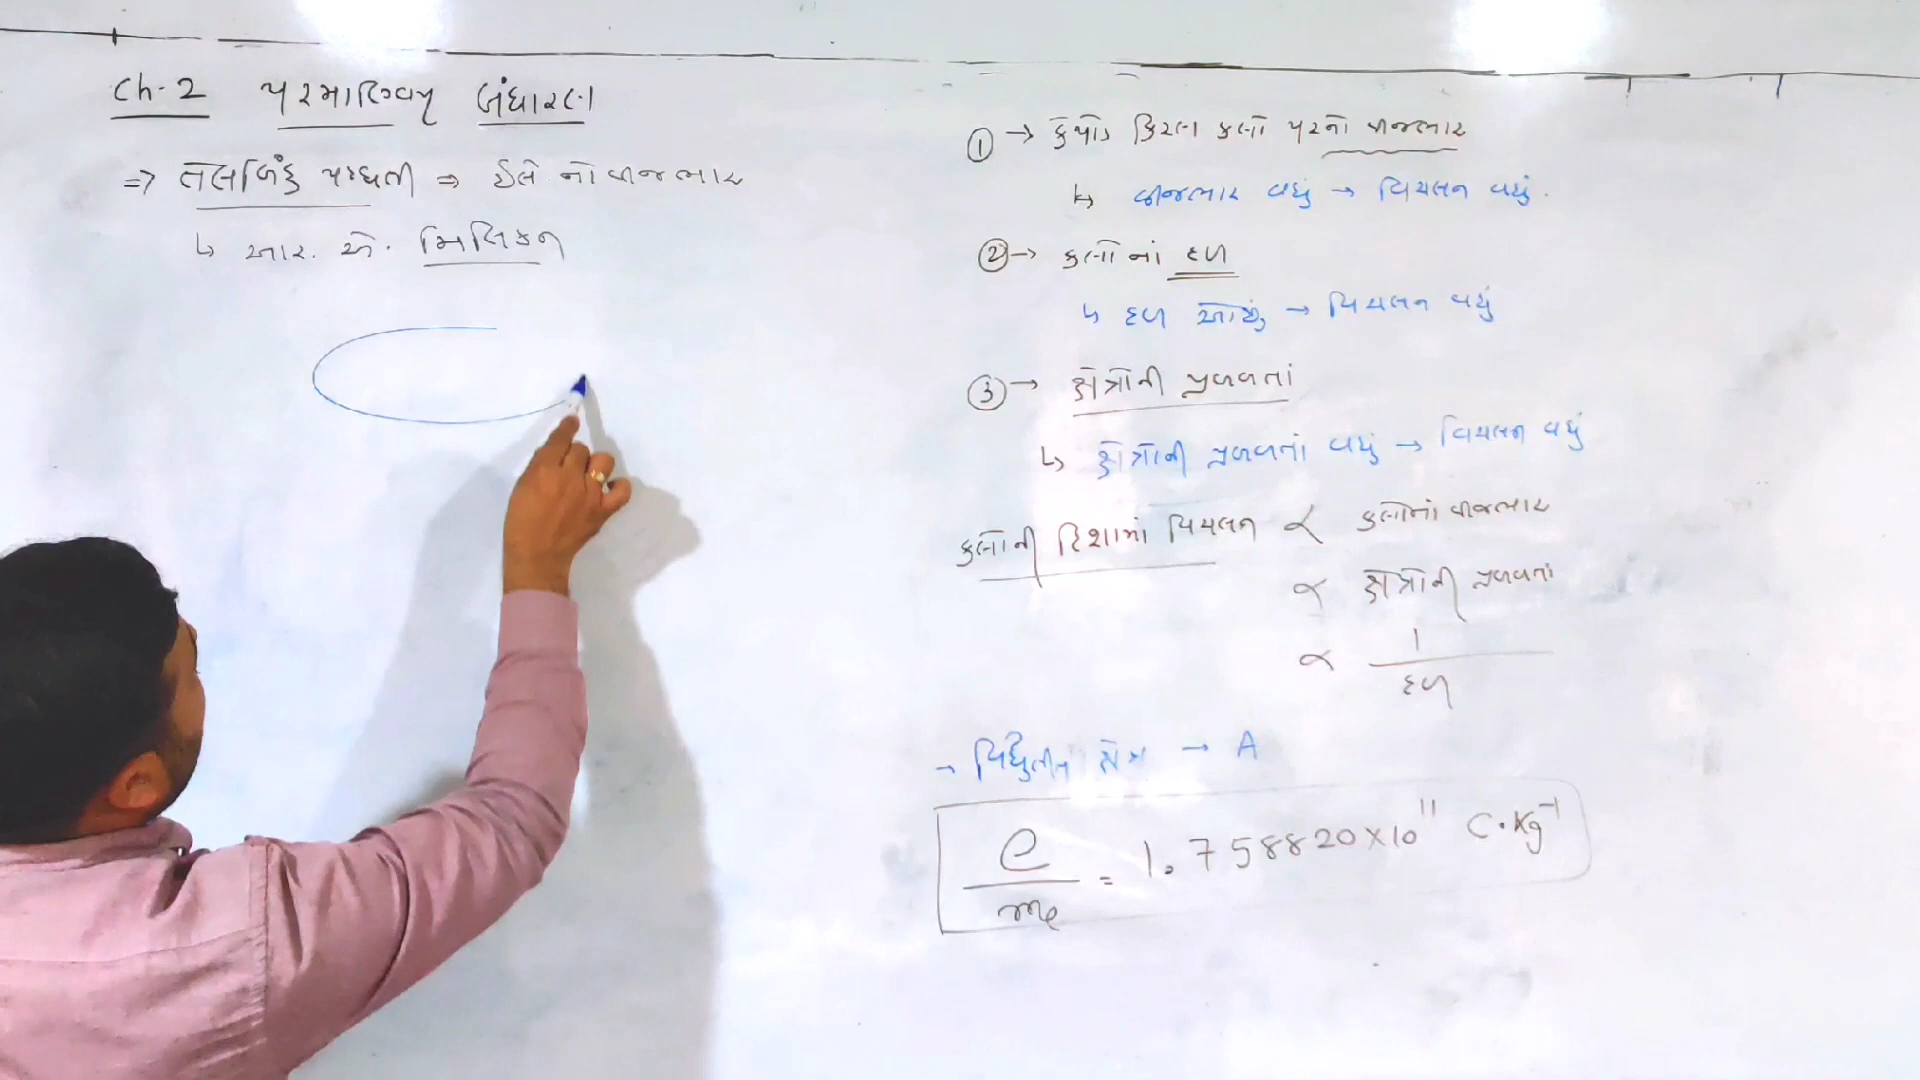 Ch-2 પરમાણ્વિય બંધારણ
⇒ તેલબિંદુ પધ્ધતી ⇒ ઈલે નો વીજભાર
↳ આર. એ. મિલિકન
① → કેથોડ કિરણ કણો પરનો વીજભાર
↳ વીજભાર વધું → વિચલન વધું.
② → કણોનાં દળ
↳ દળ ઓછું → વિચલન વધું
③ → ક્ષેત્રોની પ્રબળતાં
↳ ક્ષેત્રોની પ્રબળતાં વધું → વિચલન વધું
કણોની દિશામાં વિચલન ∝ કણોનાં વીજભાર
∝ ક્ષેત્રોની પ્રબળતાં
∝ 1/દળ
→ વિધુતીય ક્ષેત્ર → A
e/me = 1.758820×10¹¹ C·kg⁻¹